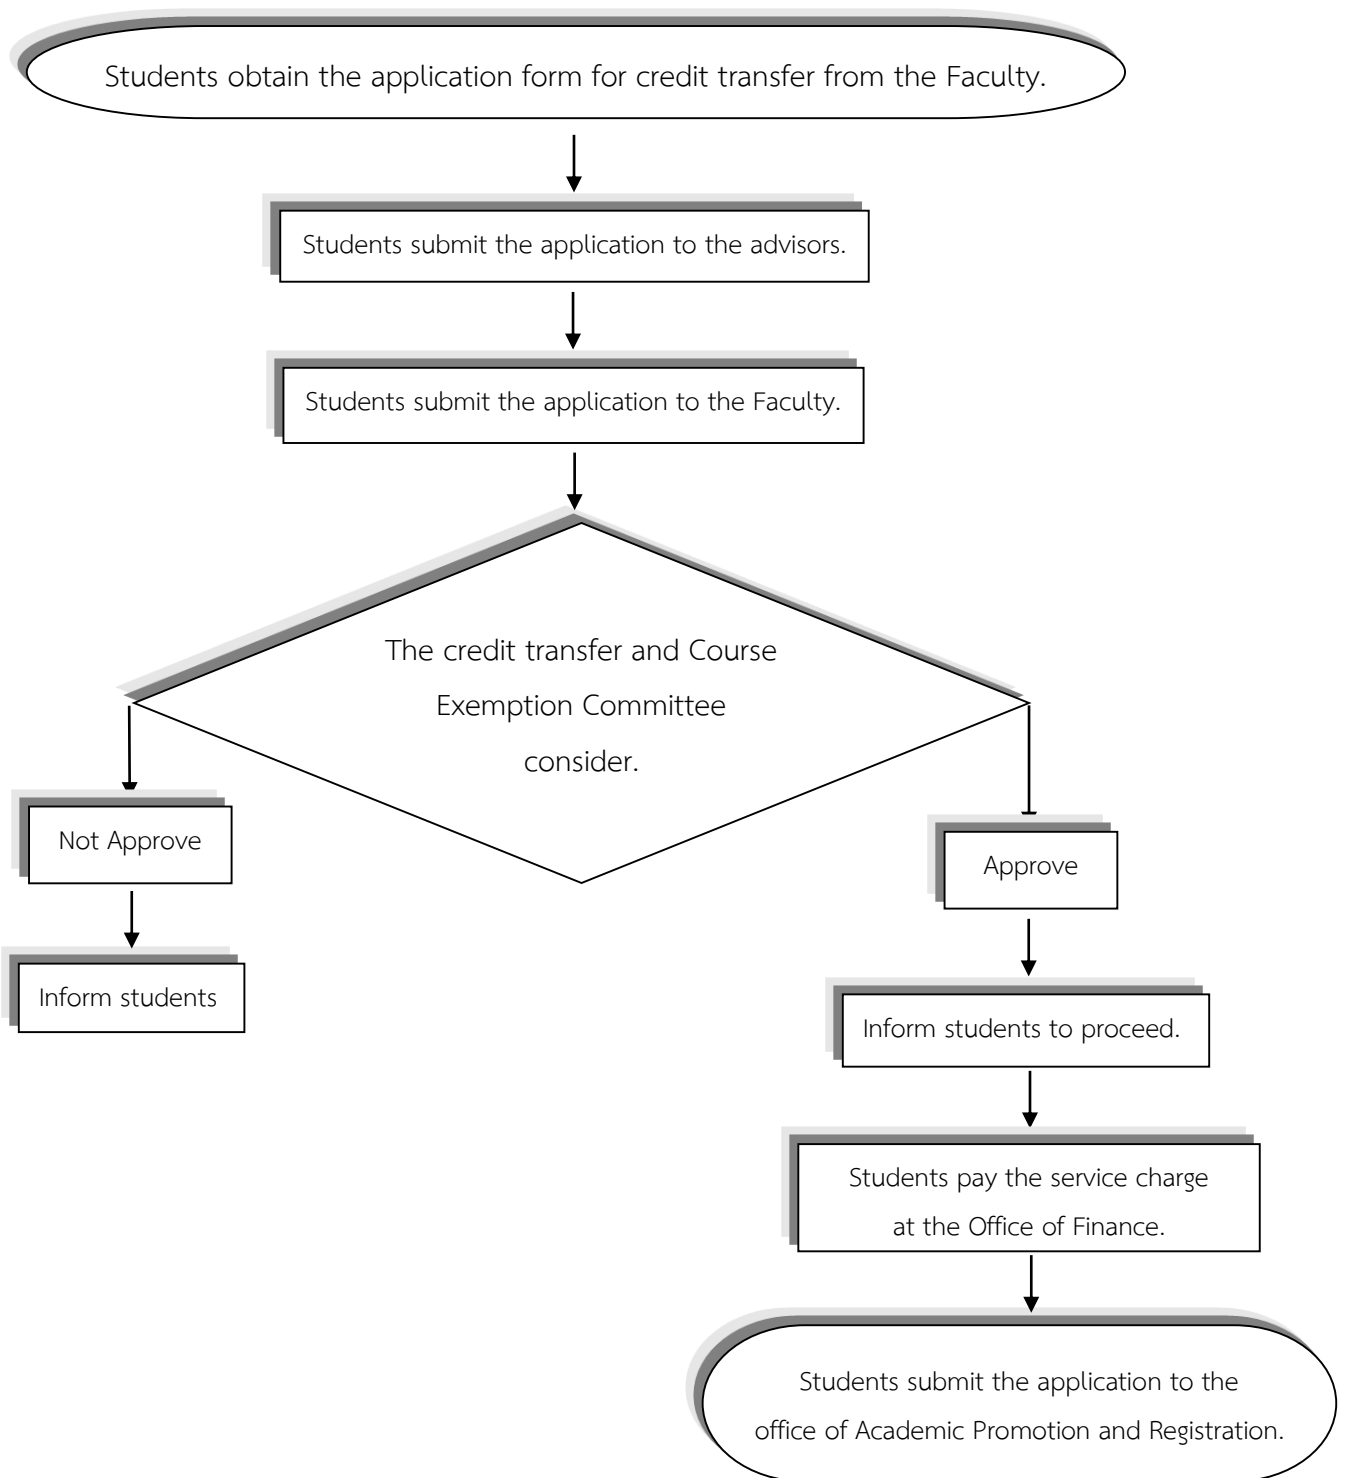 Students obtain the application form for credit transfer from the Faculty.
Students submit the application to the advisors.
Students submit the application to the Faculty.
The credit transfer and Course
Exemption Committee
consider.
Not Approve
Inform students
Approve
Inform students to proceed.
Students pay the service charge
at the Office of Finance.
Students submit the application to the
office of Academic Promotion and Registration.